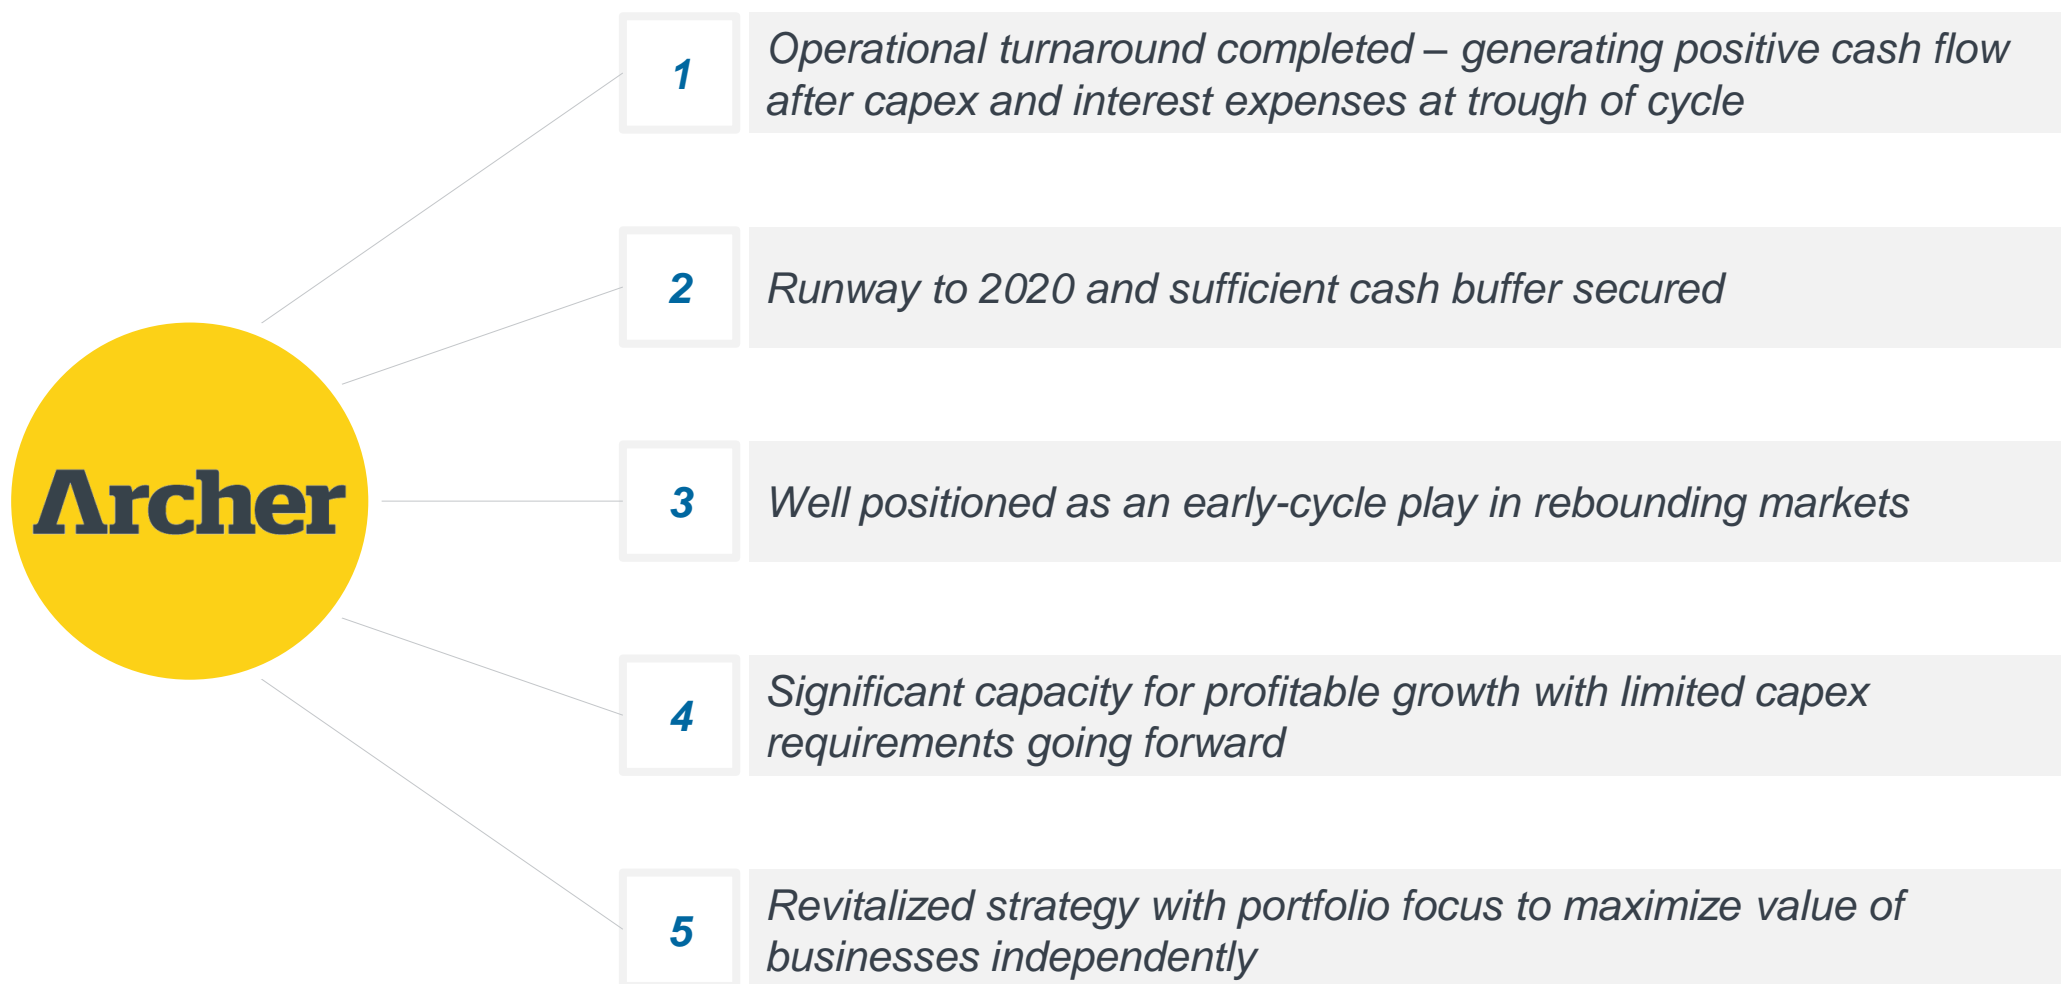 Archer
1
Operational turnaround completed – generating positive cash flow
after capex and interest expenses at trough of cycle
2
Runway to 2020 and sufficient cash buffer secured
3
Well positioned as an early-cycle play in rebounding markets
4
Significant capacity for profitable growth with limited capex
requirements going forward
5
Revitalized strategy with portfolio focus to maximize value of
businesses independently